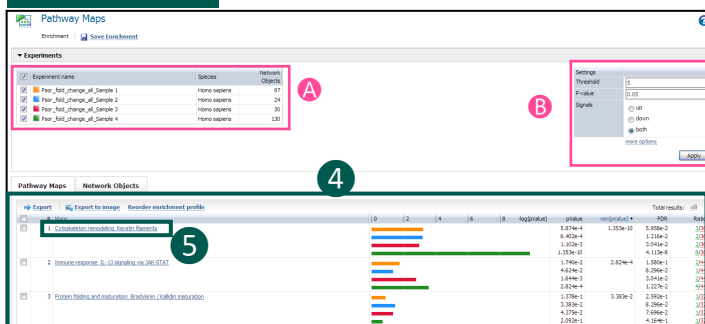 Pathway Maps
Enrichment | Save Enrichment
▾ Experiments
Experiment name Species Network Objects
Psor_fold_change_all_Sample 1 Homo sapiens 97
Psor_fold_change_all_Sample 2 Homo sapiens 24
Psor_fold_change_all_Sample 3 Homo sapiens 30
Psor_fold_change_all_Sample 4 Homo sapiens 130
A
B
Settings
Threshold 5
P-value 0.05
Signals up
down
both
more options
Apply
4
Pathway Maps Network Objects
Export Export to image Reorder enrichment profile Total results: all
# Maps 0 2 4 6 8 -log(pValue) pValue min(pValue) FDR Ratio
1 Cytoskeleton remodeling_Keratin filaments 5.874e-4 1.353e-10 5.958e-2
6.402e-4 1.216e-2
1.102e-3 3.041e-2
1.353e-10 4.113e-8
5
2 Immune response_IL-13 signaling via JAK-STAT 1.740e-2 2.824e-4 1.580e-1
4.624e-2 8.296e-2
1.644e-3 3.041e-2
2.824e-4 1.227e-2
3 Protein folding and maturation_Bradykinin / Kallidin maturation 1.378e-1 3.383e-2 2.592e-1
3.383e-2 8.296e-2
4.375e-2 7.696e-2
2.092e-1 4.164e-1